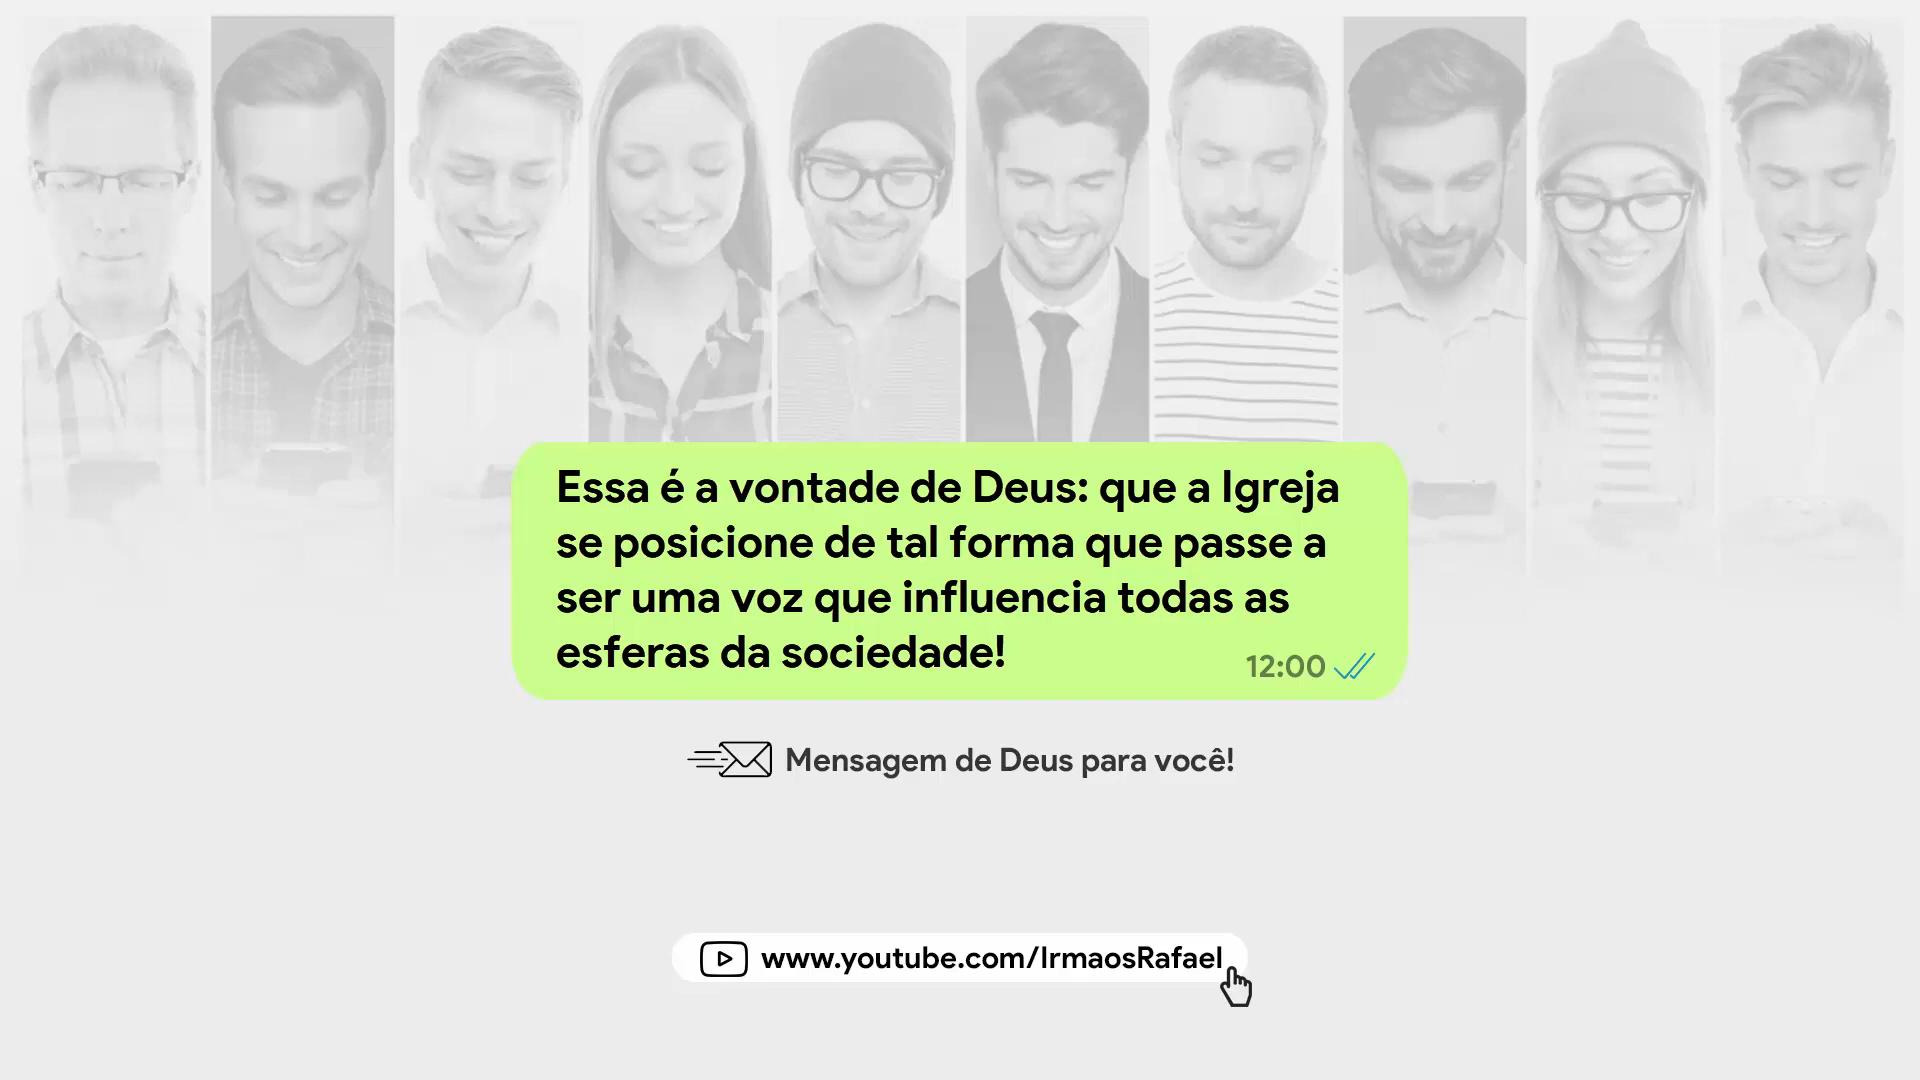 Essa é a vontade de Deus: que a Igreja
se posicione de tal forma que passe a
ser uma voz que influencia todas as
esferas da sociedade!
12:00
Mensagem de Deus para você!
www.youtube.com/IrmaosRafael